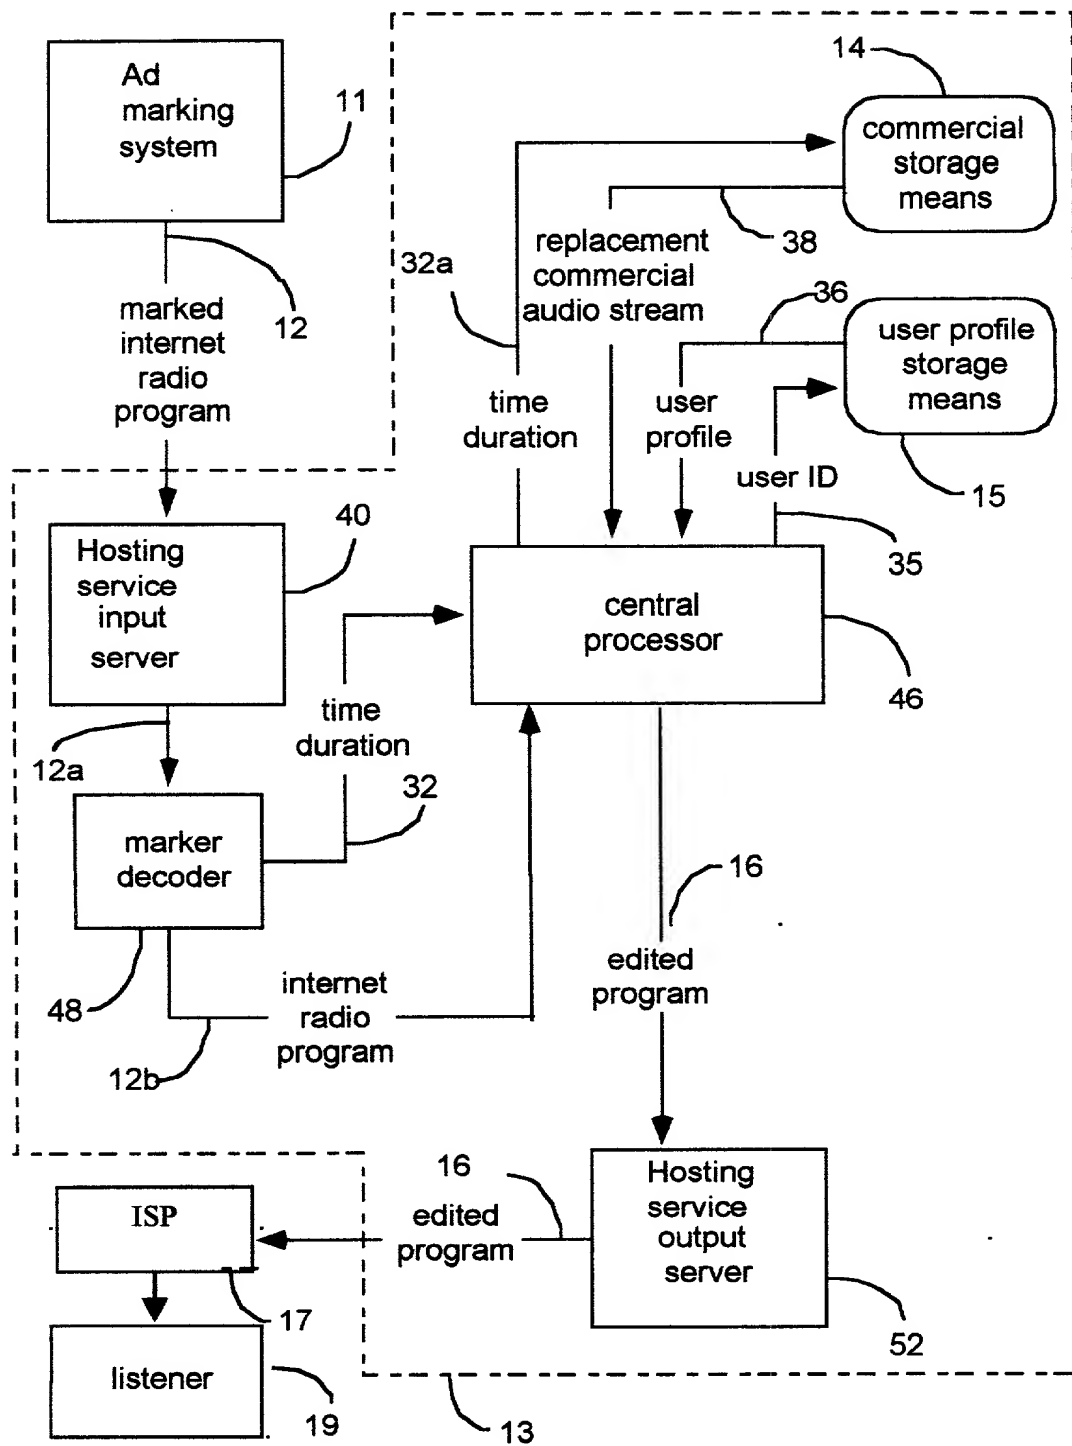 Ad
marking
system
11
12
marked
internet
radio
program
14
commercial
storage
means
38
32a
replacement
commercial
audio stream
36
user profile
storage
means
15
time
duration
user
profile
user ID
35
40
Hosting
service
input
server
central
processor
46
12a
time
duration
32
marker
decoder
48
internet
radio
program
12b
16
edited
program
Hosting
service
output
server
52
16
edited
program
ISP
17
listener
19
13